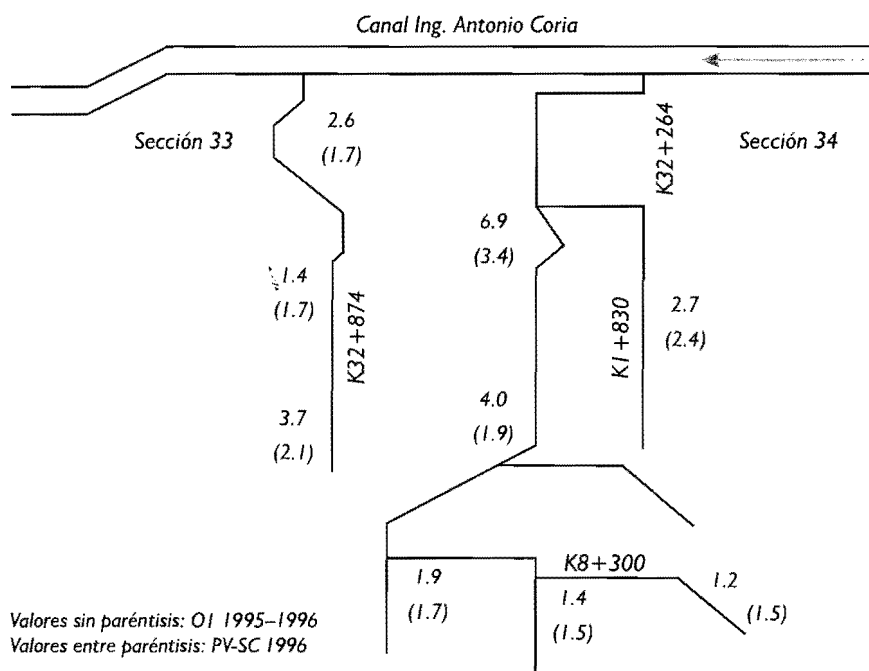 Canal Ing. Antonio Coria
Sección 33
2.6
(1.7)
K32+264
Sección 34
6.9
(3.4)
1.4
(1.7)
K32+874
K1+830
2.7
(2.4)
3.7
(2.1)
4.0
(1.9)
K8+300
1.9
(1.7)
1.4
(1.5)
1.2
(1.5)
Valores sin paréntisis: O1 1995–1996
Valores entre paréntisis: PV-SC 1996